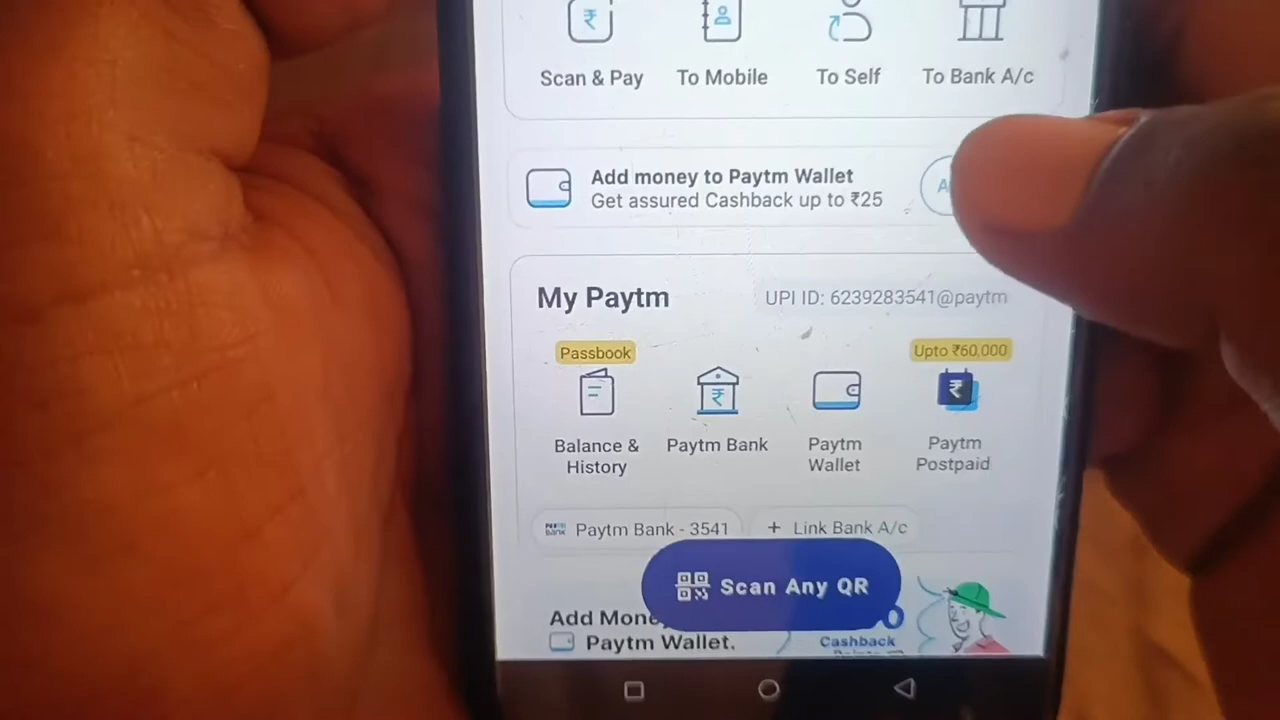 Scan & Pay To Mobile To Self To Bank A/c
Add money to Paytm Wallet
Get assured Cashback up to ₹25
My Paytm UPI ID: 6239283541@paytm
Passbook Upto ₹60,000
Balance & History Paytm Bank Paytm Wallet Paytm Postpaid
Paytm Bank - 3541 + Link Bank A/c
Scan Any QR
Add
Paytm Wallet.
Cashback